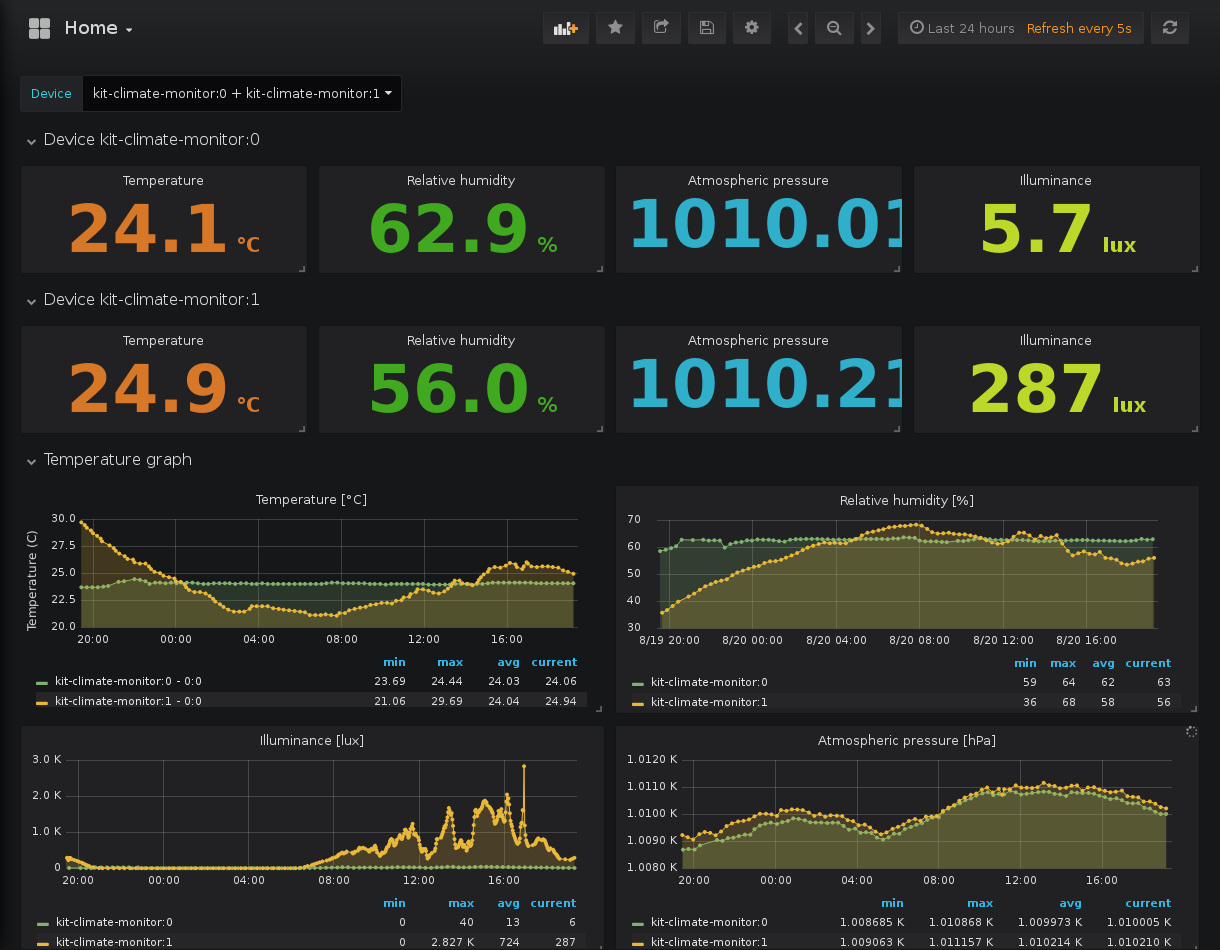 Home
Last 24 hours Refresh every 5s
Device kit-climate-monitor:0 + kit-climate-monitor:1
Device kit-climate-monitor:0
Temperature Relative humidity Atmospheric pressure Illuminance
24.1 °C 62.9 % 1010.01 5.7 lux
Device kit-climate-monitor:1
Temperature Relative humidity Atmospheric pressure Illuminance
24.9 °C 56.0 % 1010.21 287 lux
Temperature graph
Temperature [°C]
Temperature (C)
30.0
27.5
25.0
22.5
20.0
20:00 00:00 04:00 08:00 12:00 16:00
min max avg current
kit-climate-monitor:0 - 0:0 23.69 24.44 24.03 24.06
kit-climate-monitor:1 - 0:0 21.06 29.69 24.04 24.94
Relative humidity [%]
70
60
50
40
30
8/19 20:00 8/20 00:00 8/20 04:00 8/20 08:00 8/20 12:00 8/20 16:00
min max avg current
kit-climate-monitor:0 59 64 62 63
kit-climate-monitor:1 36 68 58 56
Illuminance [lux]
3.0 K
2.0 K
1.0 K
0
20:00 00:00 04:00 08:00 12:00 16:00
min max avg current
kit-climate-monitor:0 0 40 13 6
kit-climate-monitor:1 0 2.827 K 724 287
Atmospheric pressure [hPa]
1.0120 K
1.0110 K
1.0100 K
1.0090 K
1.0080 K
20:00 00:00 04:00 08:00 12:00 16:00
min max avg current
kit-climate-monitor:0 1.008685 K 1.010868 K 1.009973 K 1.010005 K
kit-climate-monitor:1 1.009063 K 1.011157 K 1.010214 K 1.010210 K